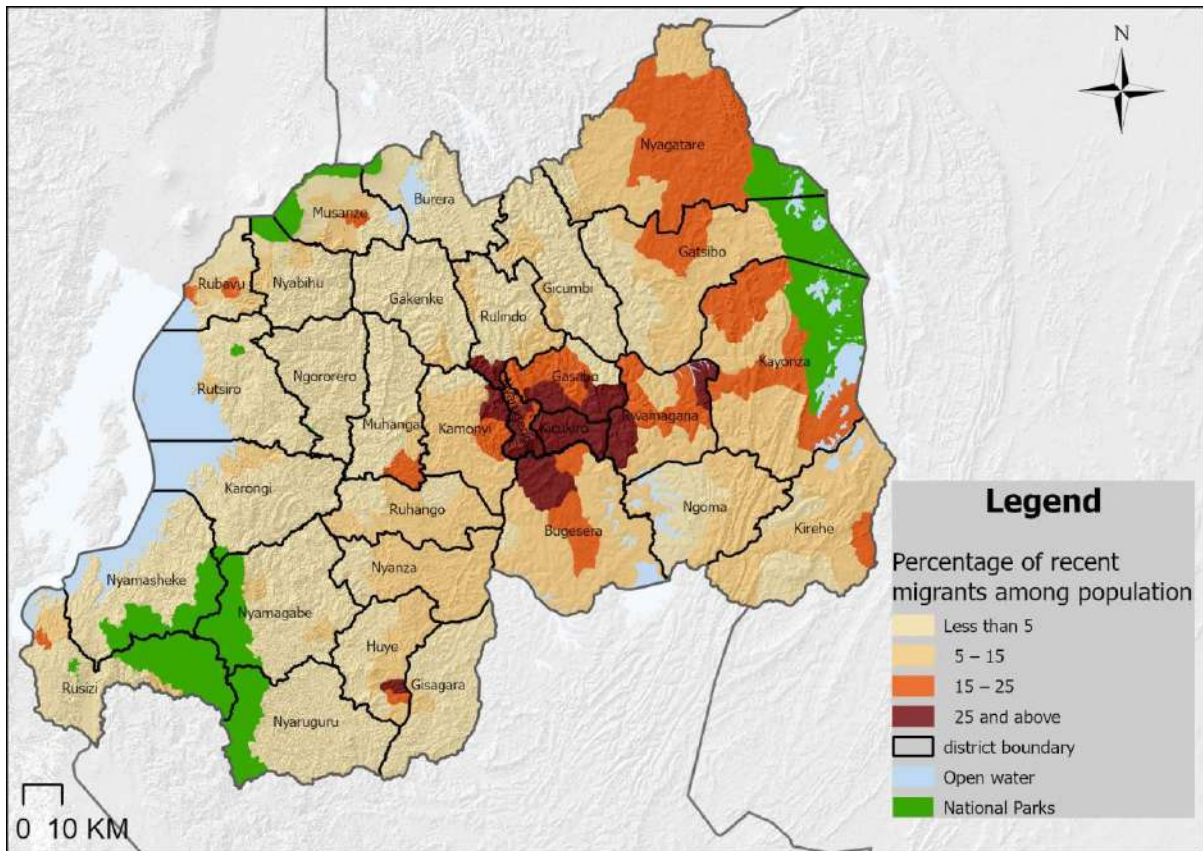 N
Nyagatare
Burera
Musanze
Gatsibo
Rubavu
Nyabihu
Gicumbi
Gakenke
Rulindo
Kayonza
Gasabo
Rutsiro
Ngororero
Rwamagana
Muhanga
Kamonyi
Kicukiro
Karongi
Ruhango
Ngoma
Kirehe
Bugesera
Nyanza
Nyamasheke
Nyamagabe
Huye
Gisagara
Rusizi
Nyaruguru
Legend
Percentage of recent
migrants among population
Less than 5
5 – 15
15 – 25
25 and above
district boundary
Open water
National Parks
0 10 KM